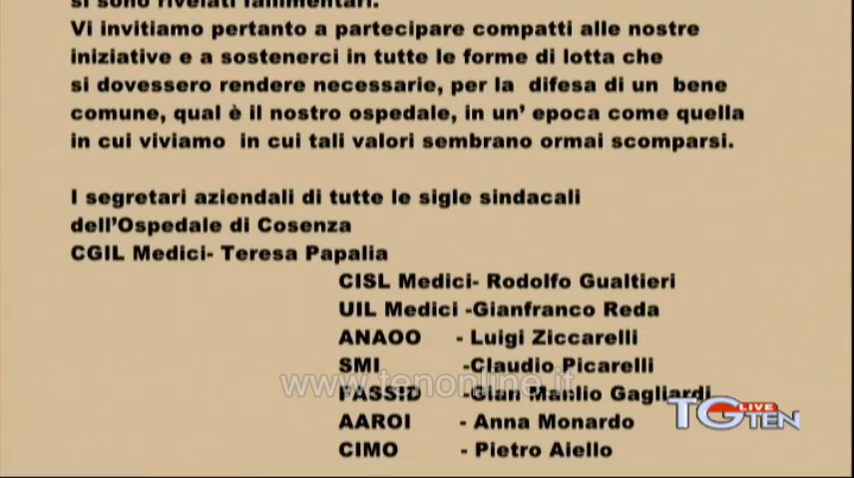 si sono rivelati fallimentari.
Vi invitiamo pertanto a partecipare compatti alle nostre
iniziative e a sostenerci in tutte le forme di lotta che
si dovessero rendere necessarie, per la difesa di un bene
comune, qual è il nostro ospedale, in un' epoca come quella
in cui viviamo in cui tali valori sembrano ormai scomparsi.
I segretari aziendali di tutte le sigle sindacali
dell'Ospedale di Cosenza
CGIL Medici- Teresa Papalia
CISL Medici- Rodolfo Gualtieri
UIL Medici -Gianfranco Reda
ANAOO - Luigi Ziccarelli
SMI -Claudio Picarelli
www.tenonline.it
FASSID -Gian Manlio Gagliardi
TG LIVE TEN
AAROI - Anna Monardo
CIMO - Pietro Aiello